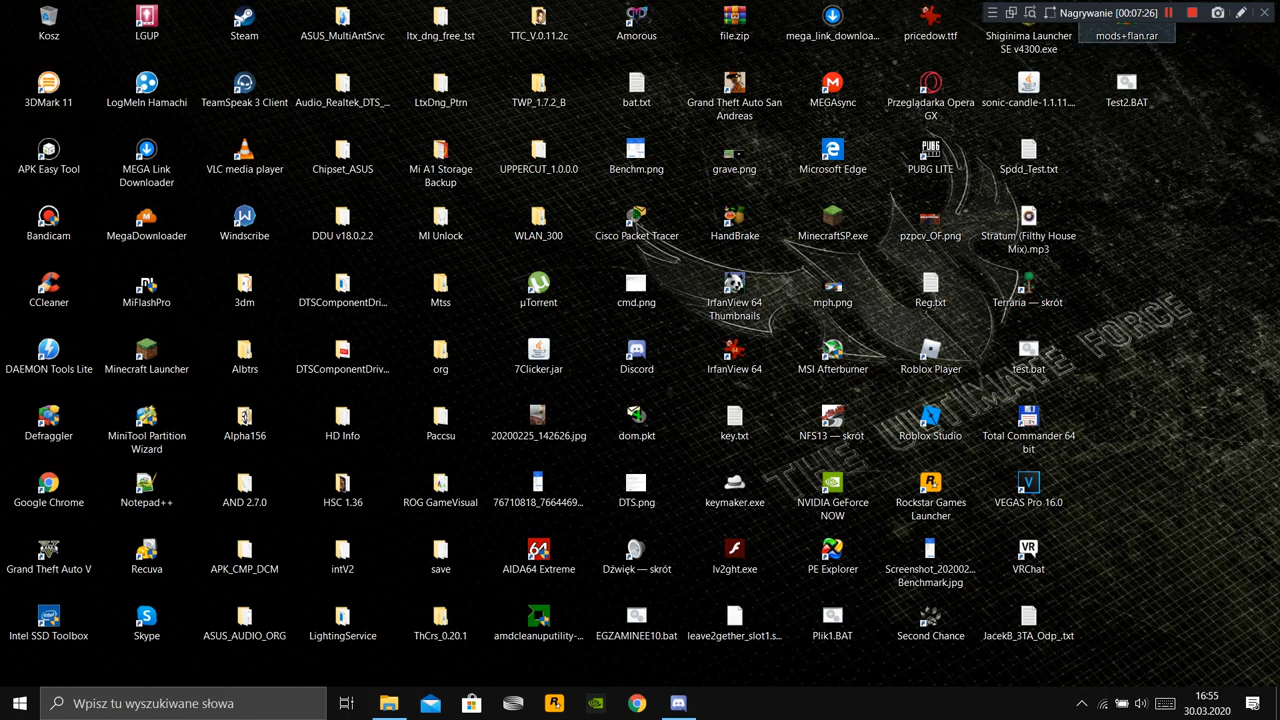 Nagrywanie [00:07:26]
Kosz
LGUP
Steam
ASUS_MultiAntSrvc
ltx_dng_free_tst
TTC_V.0.11.2c
Amorous
file.zip
mega_link_downloa...
pricedow.ttf
Shiginima Launcher
SE v4300.exe
mods+flan.rar
3DMark 11
LogMeIn Hamachi
TeamSpeak 3 Client
Audio_Realtek_DTS_...
LtxDng_Ptrn
TWP_1.7.2_B
bat.txt
Grand Theft Auto San
Andreas
MEGAsync
Przeglądarka Opera
GX
sonic-candle-1.1.11....
Test2.BAT
APK Easy Tool
MEGA Link
Downloader
VLC media player
Chipset_ASUS
Mi A1 Storage
Backup
UPPERCUT_1.0.0.0
Benchm.png
grave.png
Microsoft Edge
PUBG LITE
Spdd_Test.txt
Bandicam
MegaDownloader
Windscribe
DDU v18.0.2.2
MI Unlock
WLAN_300
Cisco Packet Tracer
HandBrake
MinecraftSP.exe
pzpcv_OF.png
Stratum (Filthy House
Mix).mp3
CCleaner
MiFlashPro
3dm
DTSComponentDri...
Mtss
µTorrent
cmd.png
IrfanView 64
Thumbnails
mph.png
Reg.txt
Terraria — skrót
DAEMON Tools Lite
Minecraft Launcher
Albtrs
DTSComponentDriv...
org
7Clicker.jar
Discord
IrfanView 64
MSI Afterburner
Roblox Player
test.bat
Defraggler
MiniTool Partition
Wizard
Alpha156
HD Info
Paccsu
20200225_142626.jpg
dom.pkt
key.txt
NFS13 — skrót
Roblox Studio
Total Commander 64
bit
Google Chrome
Notepad++
AND 2.7.0
HSC 1.36
ROG GameVisual
76710818_7664469...
DTS.png
keymaker.exe
NVIDIA GeForce
NOW
Rockstar Games
Launcher
VEGAS Pro 16.0
Grand Theft Auto V
Recuva
APK_CMP_DCM
intV2
save
AIDA64 Extreme
Dźwięk — skrót
lv2ght.exe
PE Explorer
Screenshot_202002...
Benchmark.jpg
VRChat
Intel SSD Toolbox
Skype
ASUS_AUDIO_ORG
LightingService
ThCrs_0.20.1
amdcleanuputility-...
EGZAMINEE10.bat
leave2gether_slot1.s...
Plik1.BAT
Second Chance
JacekB_3TA_Odp_.txt
THE ULTIMATE FORCE
Wpisz tu wyszukiwane słowa
16:55
30.03.2020